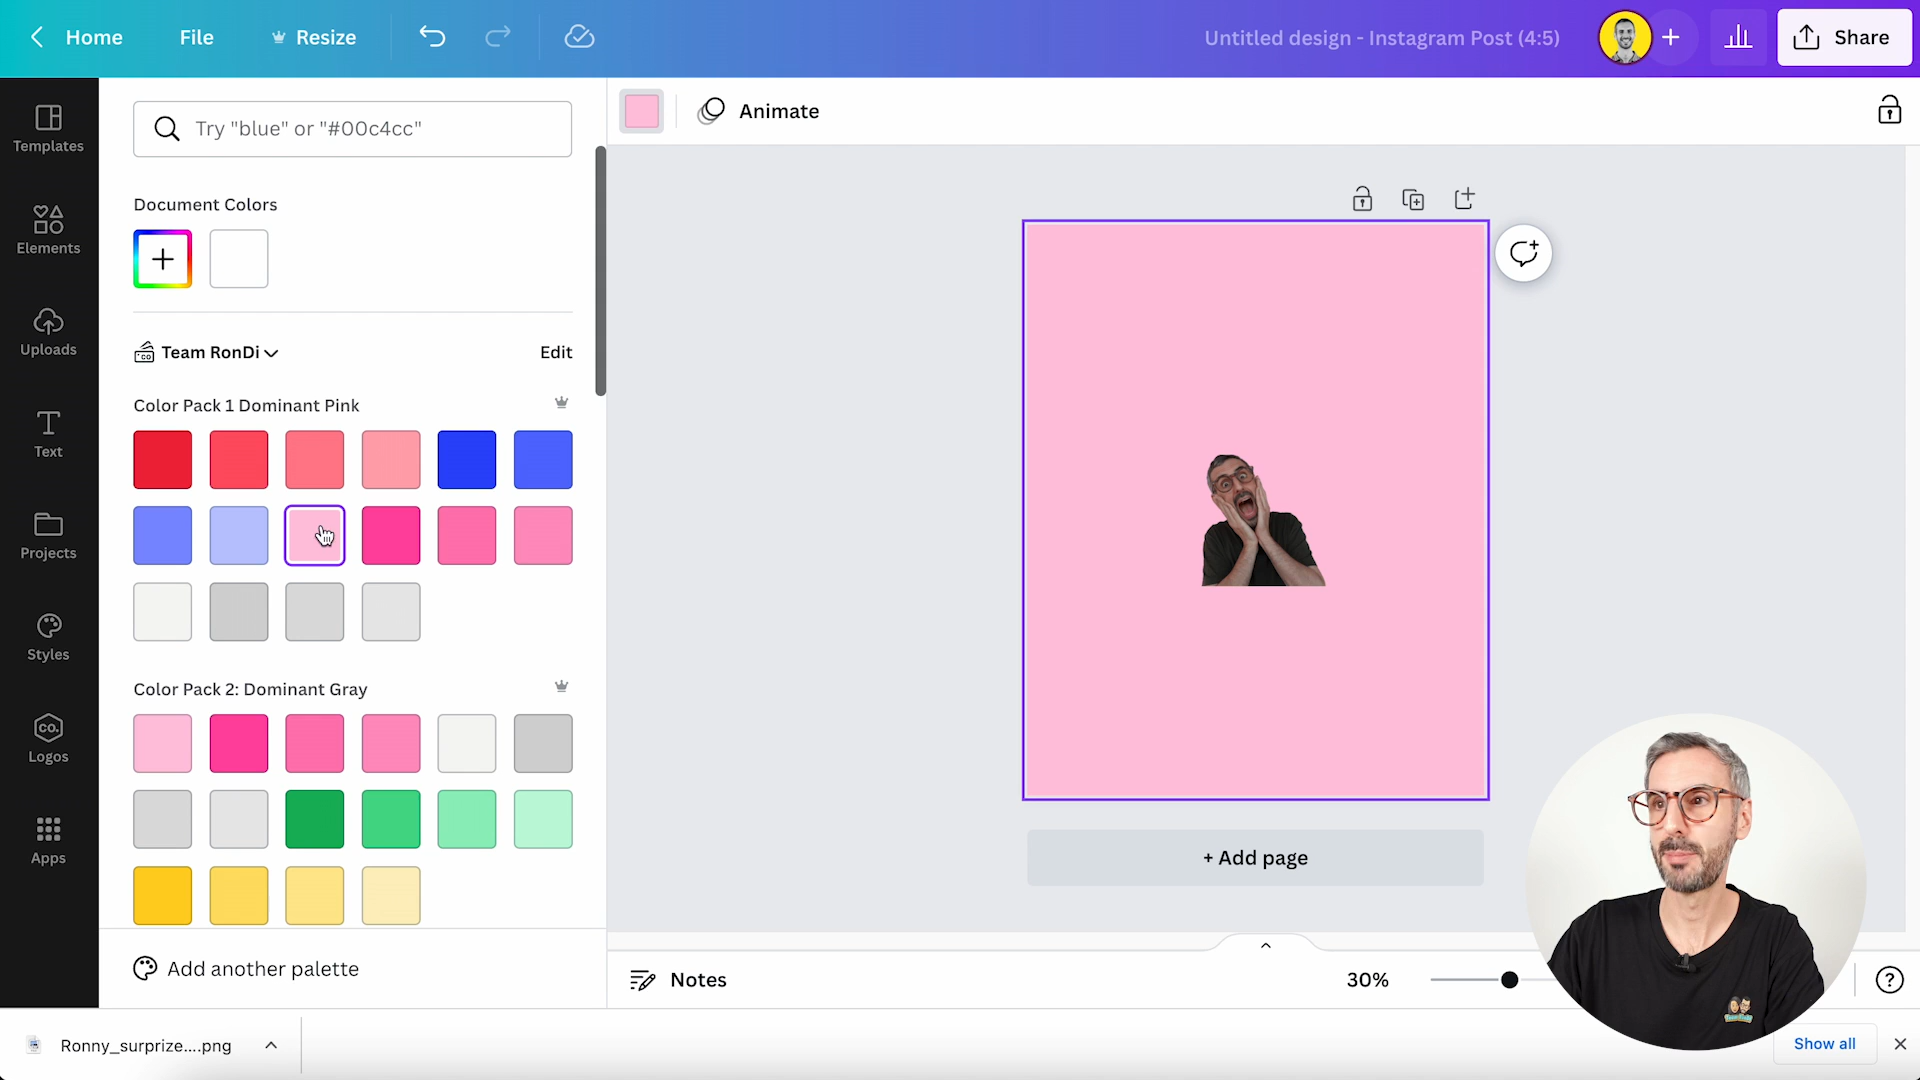 Home
File
Resize
Untitled design - Instagram Post (4:5)
Share
Templates
Elements
Uploads
Text
Projects
Styles
CO.
Logos
Apps
Try "blue" or "#00c4cc"
Document Colors
CO
Team RonDi
Edit
Color Pack 1 Dominant Pink
Color Pack 2: Dominant Gray
Add another palette
Animate
+ Add page
Notes
30%
Ronny_surprize....png
Show all